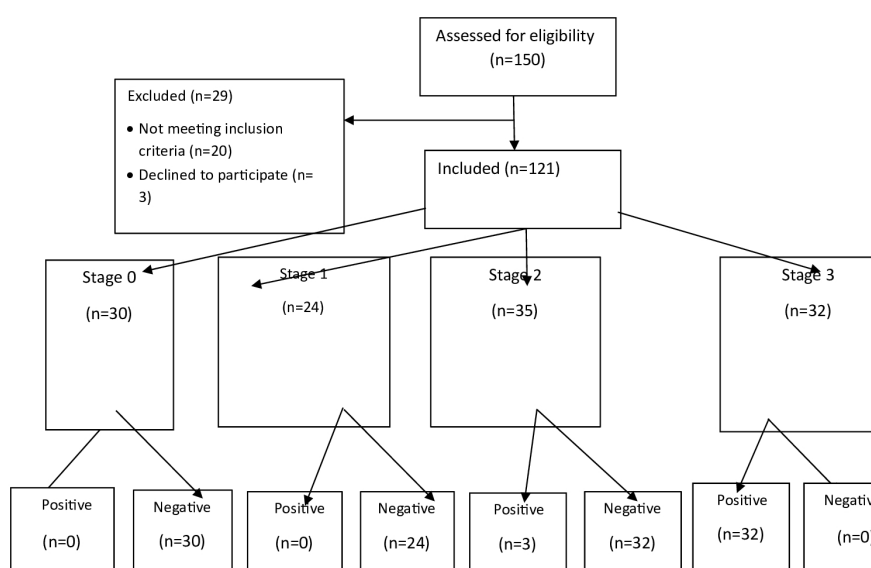 Assessed for eligibility
(n=150)
Excluded (n=29)
• Not meeting inclusion
criteria (n=20)
• Declined to participate (n=
3)
Included (n=121)
Stage 0
(n=30)
Stage 1
(n=24)
Stage 2
(n=35)
Stage 3
(n=32)
Positive
(n=0)
Negative
(n=30)
Positive
(n=0)
Negative
(n=24)
Positive
(n=3)
Negative
(n=32)
Positive
(n=32)
Negativ
(n=0)